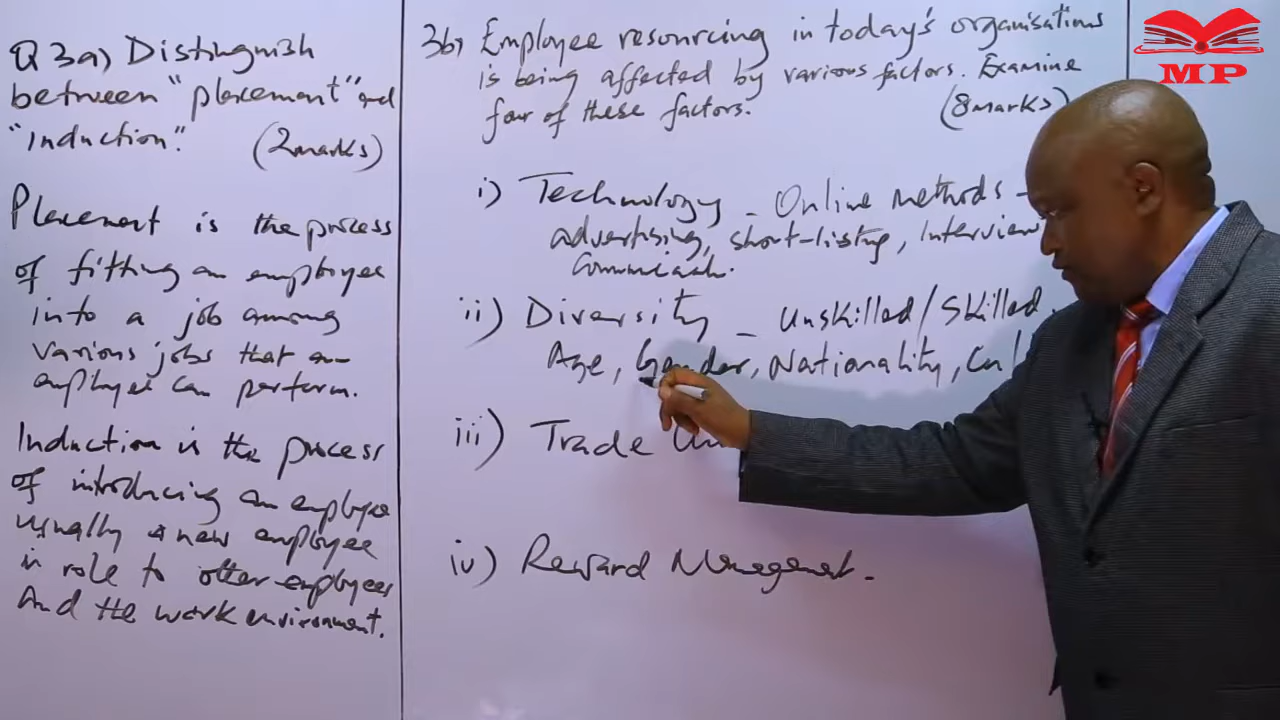 Q 3a) Distinguish
between "placement" and
"induction". (2 marks)
Placement is the process
of fitting an employee
into a job among
various jobs that an
employee can perform.
Induction is the process
of introducing an employee
usually a new employee
in role to other employees
And the work environment.
3b) Employee resourcing in today's organisations
is being affected by various factors. Examine
four of these factors. (8 marks)
i) Technology - Online methods -
advertising, short-listing, Interview
ii) Diversity - Unskilled/Skilled.
Age, Gender, Nationality,
iii) Trade
iv) Reward Management.
MP